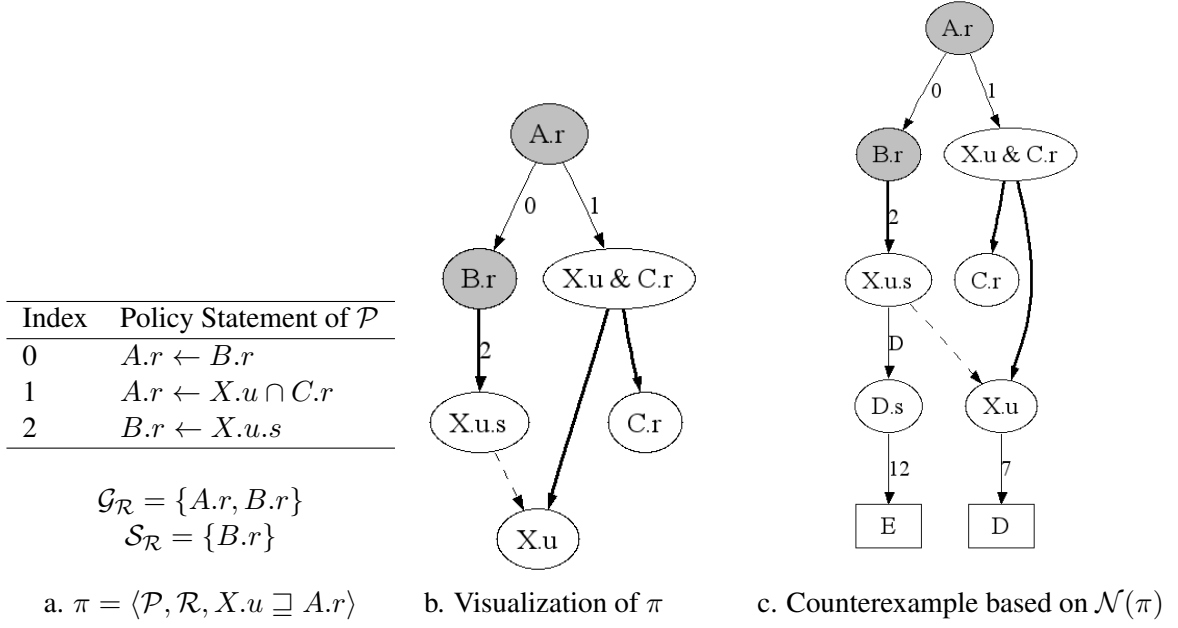 Index Policy Statement of 𝒫
0 A.r ← B.r
1 A.r ← X.u ∩ C.r
2 B.r ← X.u.s
𝒢_ℛ = {A.r, B.r}
𝒮_ℛ = {B.r}
a. π = ⟨𝒫, ℛ, X.u ⊒ A.r⟩
A.r
0
1
B.r
X.u & C.r
2
X.u.s
C.r
X.u
b. Visualization of π
A.r
0
1
B.r
X.u & C.r
2
X.u.s
C.r
D
D.s
X.u
12
7
E
D
c. Counterexample based on 𝒩(π)